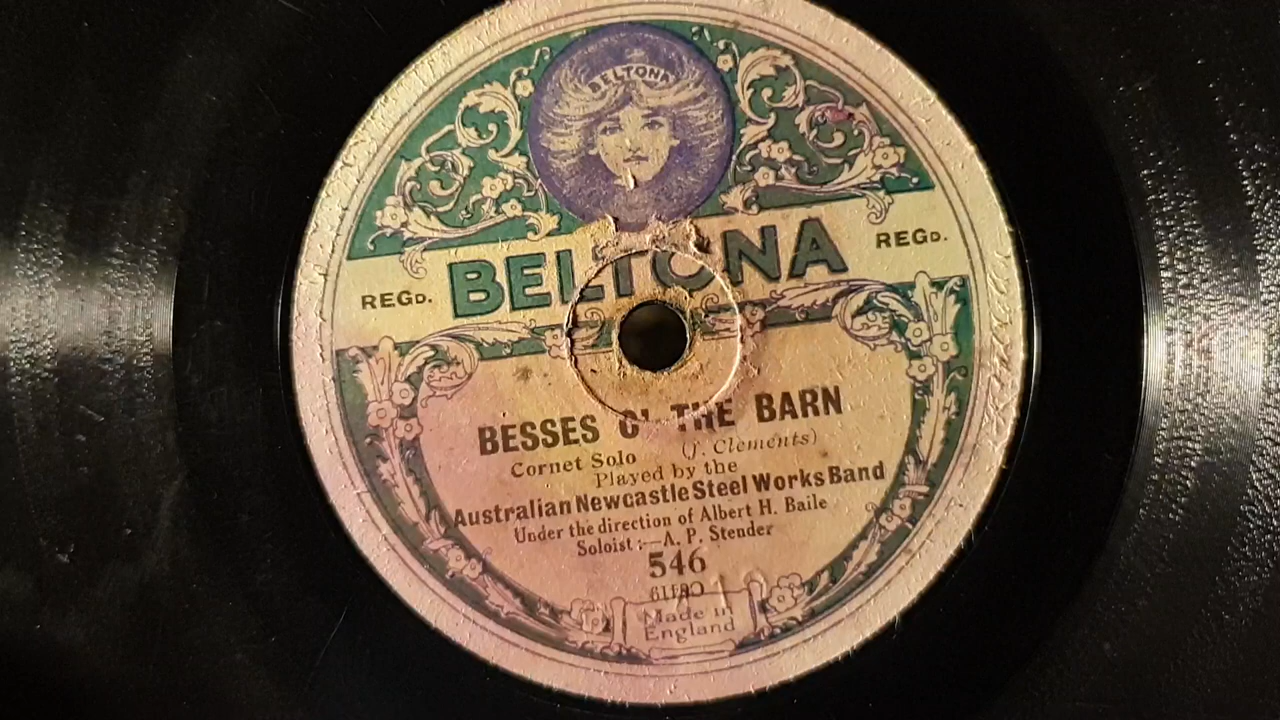 BELTONA
BELTONA
REGD. REGD.
BESSES O' THE BARN
Cornet Solo (J. Clements)
Played by the
Australian Newcastle Steel Works Band
Under the direction of Albert H. Baile
Soloist :—A. P. Stender
546
Made in
England